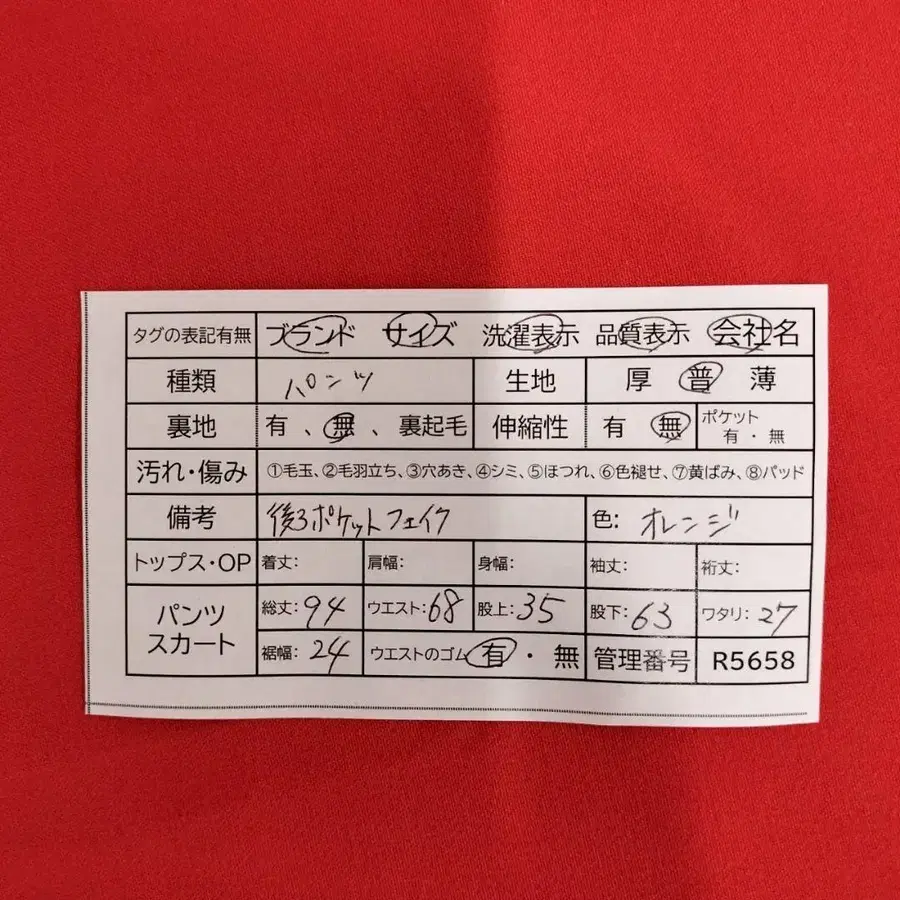 タグの表記有無 ブランド サイズ 洗濯表示 品質表示 会社名
種類 パンツ 生地 厚 普 薄
裏地 有 、無 、裏起毛 伸縮性 有 無 ポケット 有・無
汚れ・傷み ①毛玉、②毛羽立ち、③穴あき、④シミ、⑤ほつれ、⑥色褪せ、⑦黄ばみ、⑧パッド
備考 後ろポケットフェイク 色: オレンジ
トップス・OP 着丈: 肩幅: 身幅: 袖丈: 裄丈:
パンツ スカート 総丈:94 ウエスト:68 股上:35 股下:63 ワタリ:27
裾幅:24 ウエストのゴム 有・無 管理番号 R5658